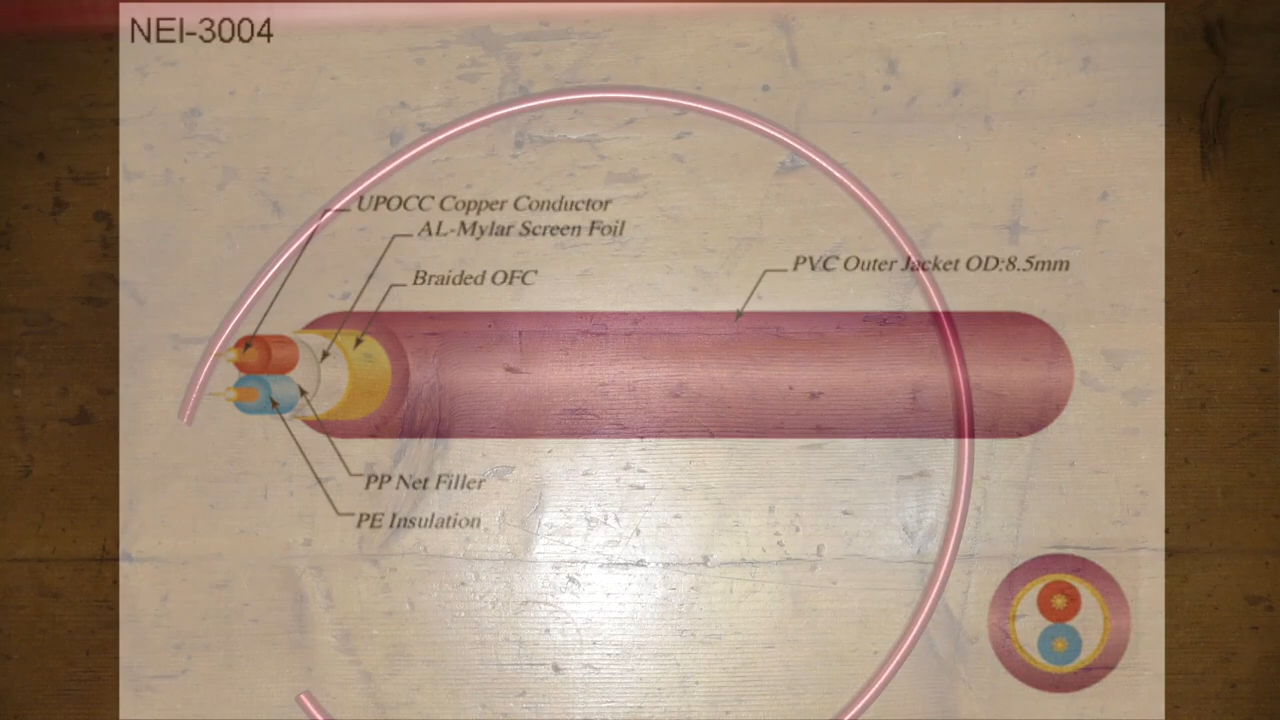 NEI-3004
UPOCC Copper Conductor
AL-Mylar Screen Foil
Braided OFC
PVC Outer Jacket OD:8.5mm
PP Net Filler
PE Insulation